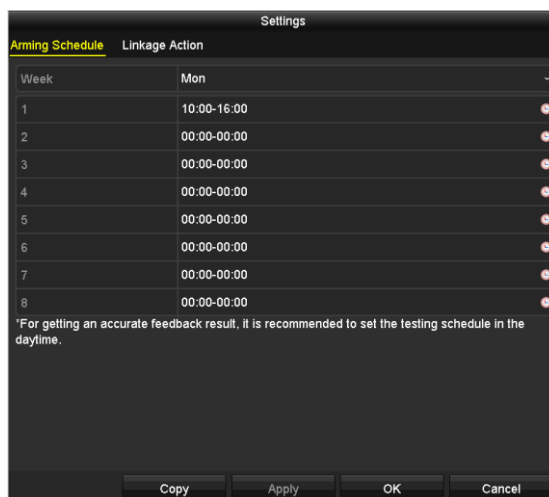 Settings
Arming Schedule Linkage Action
Week Mon
1 10:00-16:00
2 00:00-00:00
3 00:00-00:00
4 00:00-00:00
5 00:00-00:00
6 00:00-00:00
7 00:00-00:00
8 00:00-00:00
*For getting an accurate feedback result, it is recommended to set the testing schedule in the
daytime.
Copy Apply OK Cancel